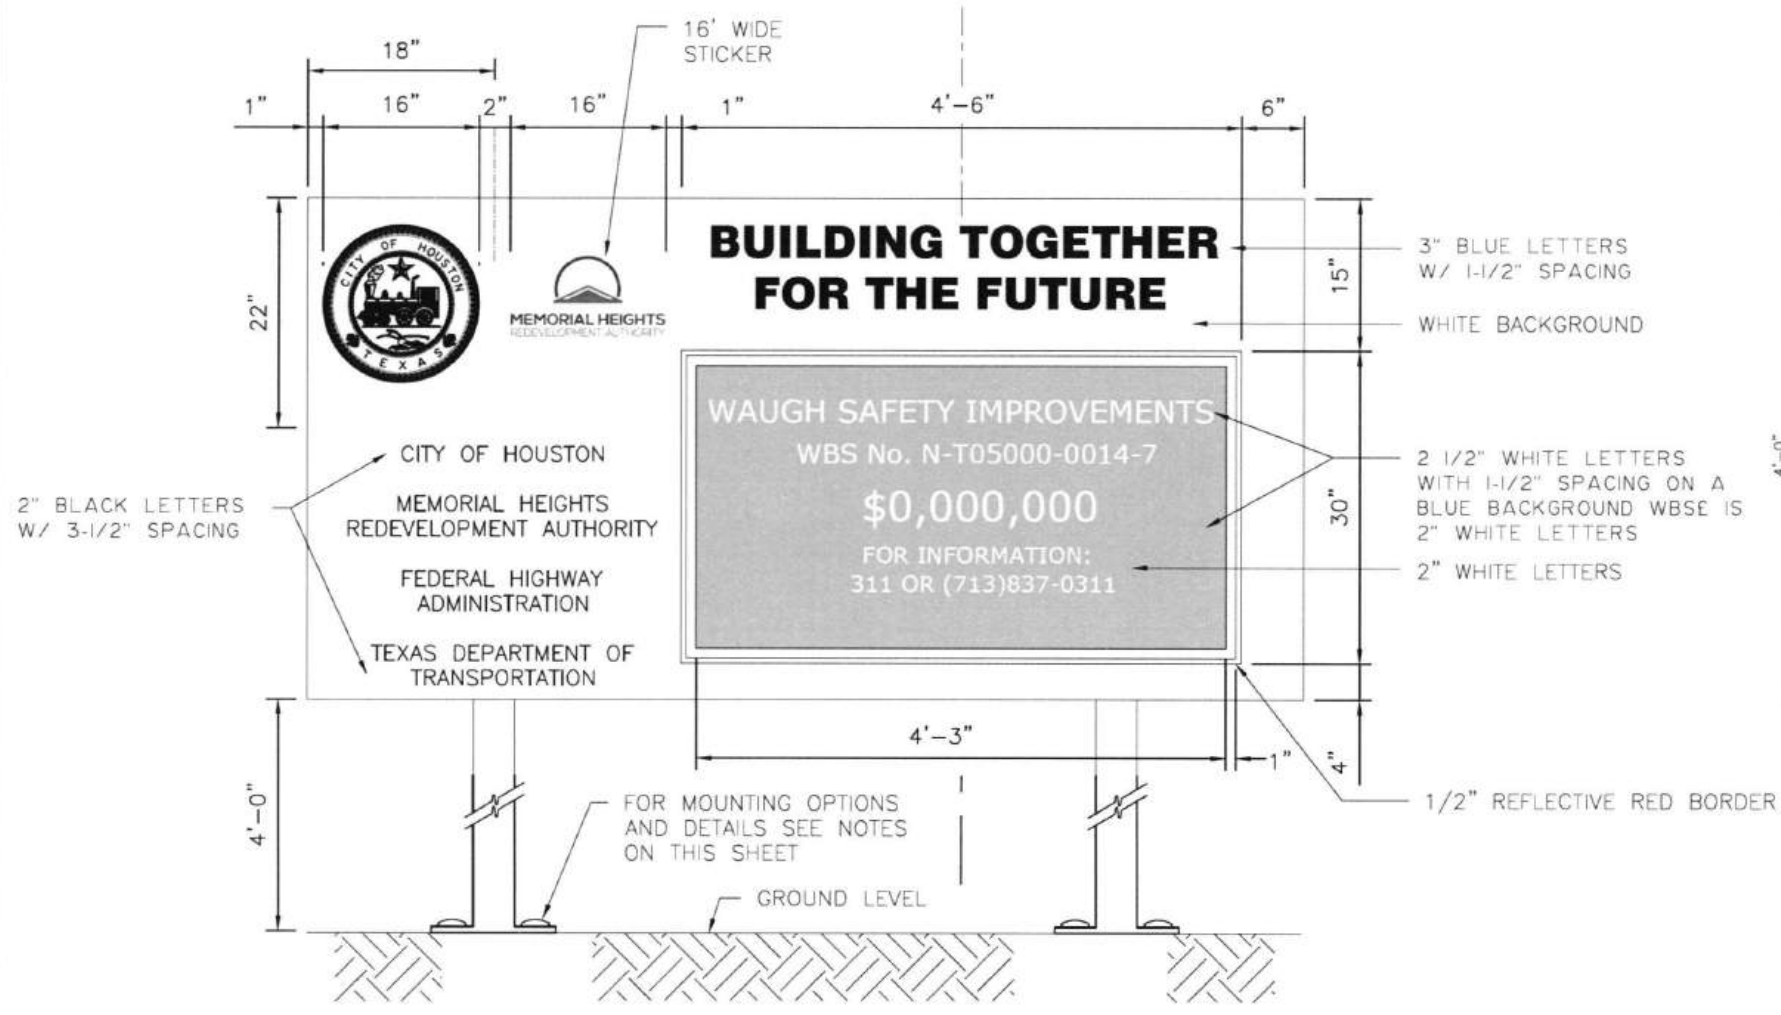 16' WIDE
STICKER
18"
1"
16"
2"
16"
1"
4'-6"
6"
CITY OF HOUSTON
TEXAS
MEMORIAL HEIGHTS
REDEVELOPMENT AUTHORITY
BUILDING TOGETHER
FOR THE FUTURE
3" BLUE LETTERS
W/ 1-1/2" SPACING
WHITE BACKGROUND
15"
22"
WAUGH SAFETY IMPROVEMENTS
WBS No. N-T05000-0014-7
$0,000,000
FOR INFORMATION:
311 OR (713)837-0311
2 1/2" WHITE LETTERS
WITH 1-1/2" SPACING ON A
BLUE BACKGROUND WBS£ IS
2" WHITE LETTERS
2" WHITE LETTERS
30"
4'-0"
2" BLACK LETTERS
W/ 3-1/2" SPACING
CITY OF HOUSTON
MEMORIAL HEIGHTS
REDEVELOPMENT AUTHORITY
FEDERAL HIGHWAY
ADMINISTRATION
TEXAS DEPARTMENT OF
TRANSPORTATION
4'-3"
1"
4"
1/2" REFLECTIVE RED BORDER
4'-0"
FOR MOUNTING OPTIONS
AND DETAILS SEE NOTES
ON THIS SHEET
GROUND LEVEL